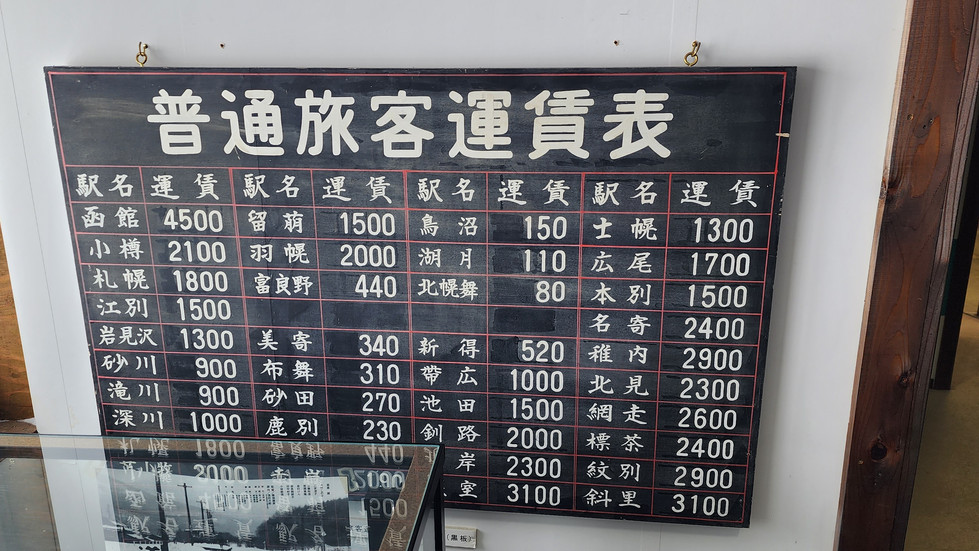 普通旅客運賃表
駅名 運賃 駅名 運賃 駅名 運賃 駅名 運賃
函館 4500 留萌 1500 鳥沼 150 士幌 1300
小樽 2100 羽幌 2000 湖月 110 広尾 1700
札幌 1800 富良野 440 北幌舞 80 本別 1500
江別 1500 名寄 2400
岩見沢 1300 美寄 340 新得 520 稚内 2900
砂川 900 布舞 310 帯広 1000 北見 2300
滝川 900 砂田 270 池田 1500 網走 2600
深川 1000 鹿別 230 釧路 2000 標茶 2400
岸 2300 紋別 2900
室 3100 斜里 3100
(黒板)